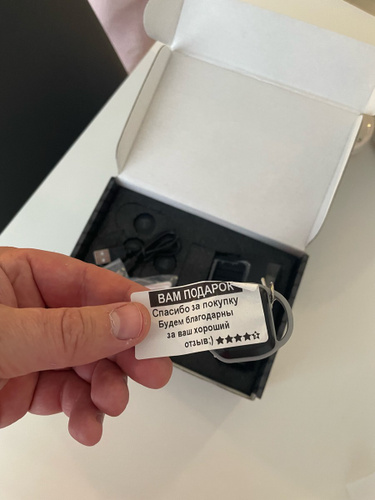 ВАМ ПОДАРОК
Спасибо за покупку
Будем благодарны
за ваш хороший
отзыв;) ★★★★☆